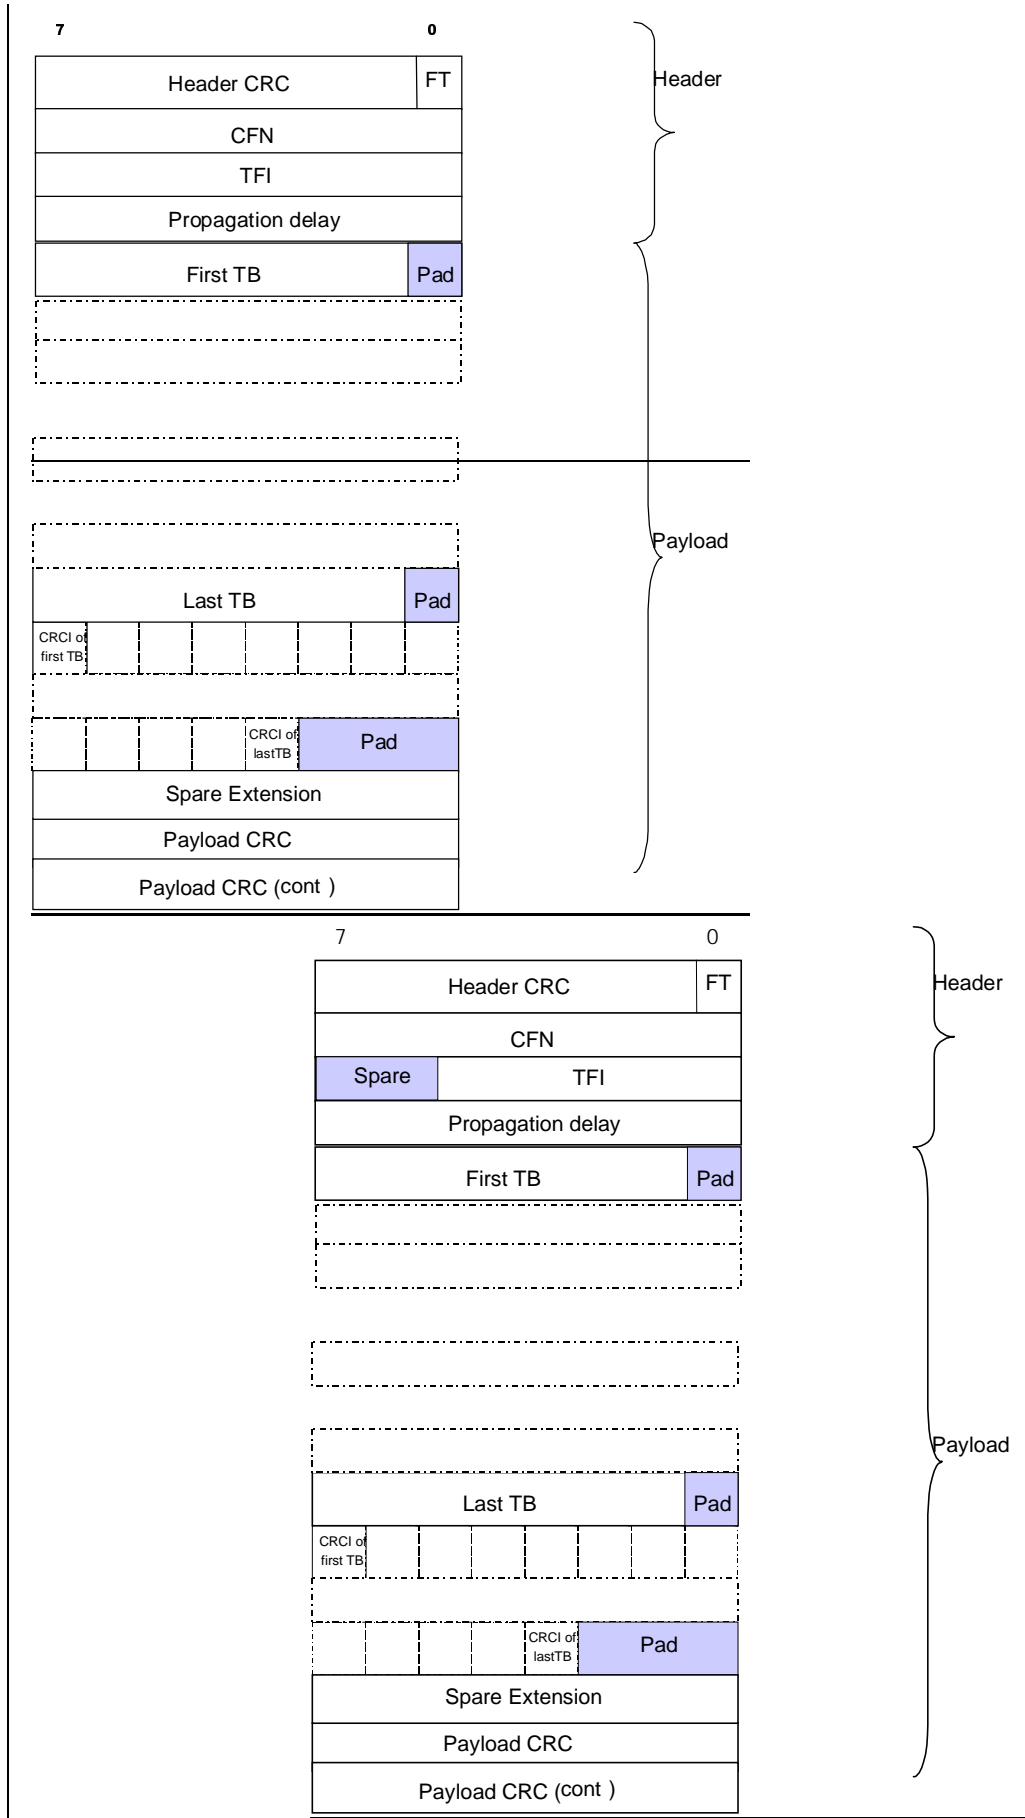 7 0
Header CRC FT
Header
CFN
TFI
Propagation delay
First TB Pad
Payload
Last TB Pad
CRCI of
first TB
CRCI of
lastTB
Pad
Spare Extension
Payload CRC
Payload CRC (cont )
7 0
Header CRC FT
Header
CFN
Spare TFI
Propagation delay
First TB Pad
Payload
Last TB Pad
CRCI of
first TB
CRCI of
lastTB
Pad
Spare Extension
Payload CRC
Payload CRC (cont )